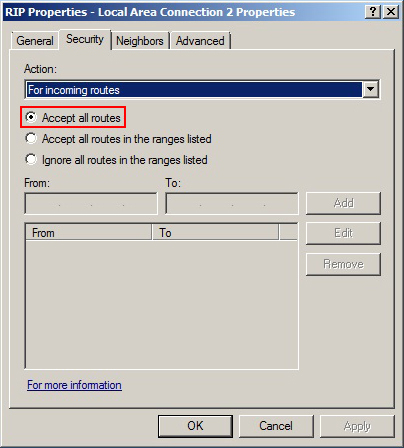 RIP Properties - Local Area Connection 2 Properties
General Security Neighbors Advanced
Action:
For incoming routes
Accept all routes
Accept all routes in the ranges listed
Ignore all routes in the ranges listed
From: To:
Add
From To
Edit
Remove
For more information
OK Cancel Apply